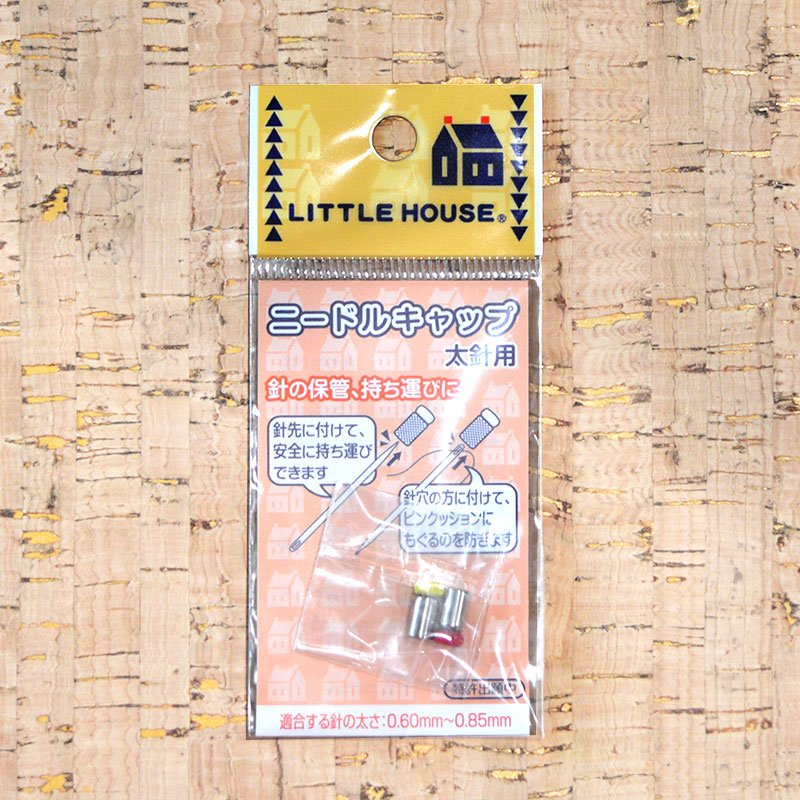 LITTLE HOUSE®
ニードルキャップ
太針用
針の保管、持ち運びに
針先に付けて、
安全に持ち運び
できます
針穴の方に付けて、
ピンクッションに
もぐるのを防ぎます
特許出願中
適合する針の太さ:0.60mm～0.85mm